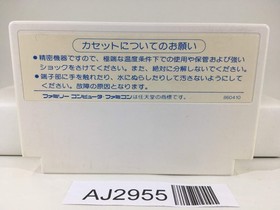 カセットについてのお願い
●精密機器ですので、極端な温度条件下での使用や保管および強い
ショックをさけてください。また、絶対に分解しないでください。
●端子部に手を触れたり、水にぬらしたりして汚さないようにして
ください。故障の原因となります。
ファミリーコンピュータ・ファミコンは任天堂の商標です。
AJ2955